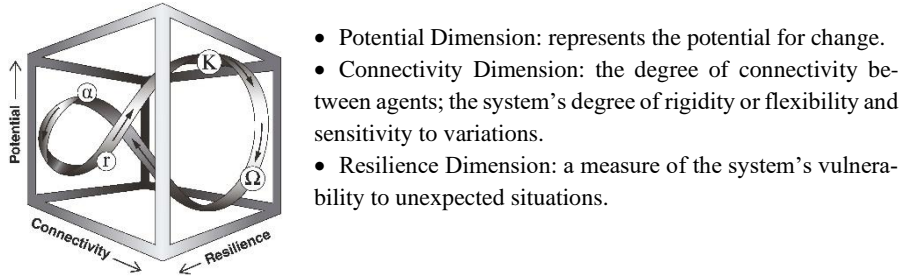 Potential
α
K
r
Ω
Connectivity
Resilience
• Potential Dimension: represents the potential for change.
• Connectivity Dimension: the degree of connectivity be-
tween agents; the system's degree of rigidity or flexibility and
sensitivity to variations.
• Resilience Dimension: a measure of the system's vulnera-
bility to unexpected situations.